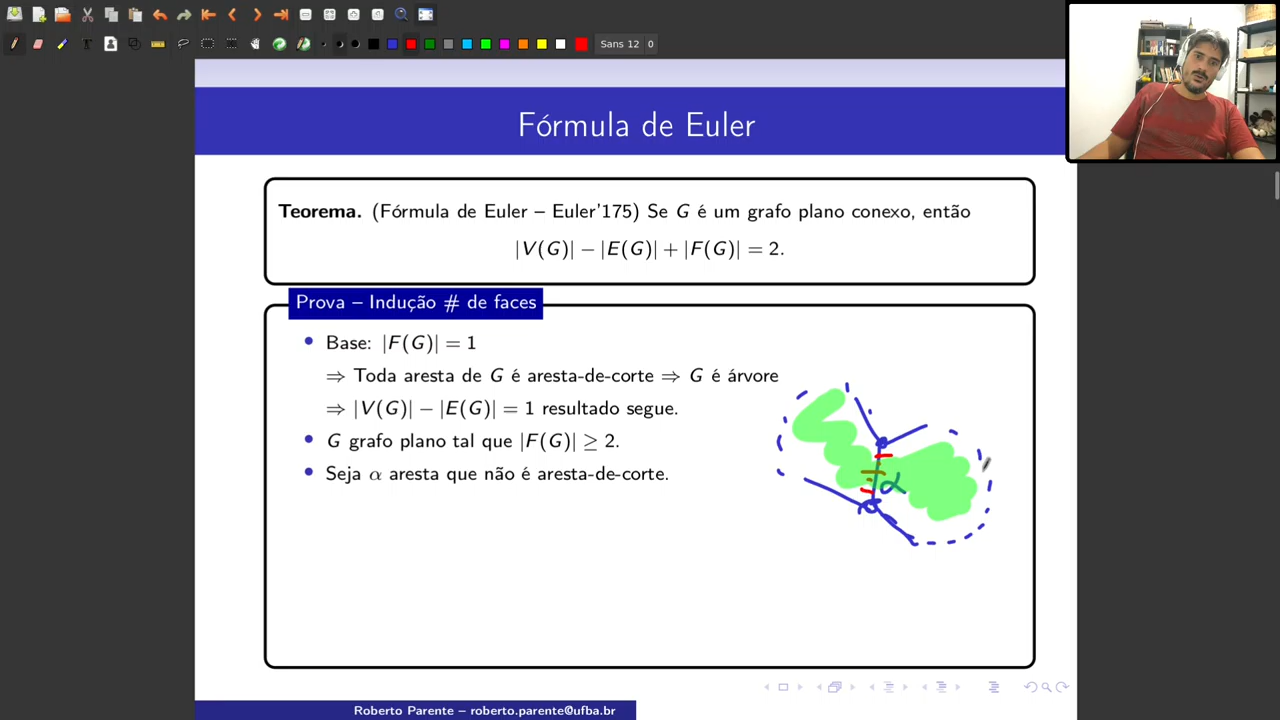 Sans 12 0
Fórmula de Euler
Teorema. (Fórmula de Euler – Euler'175) Se G é um grafo plano conexo, então
|V(G)| − |E(G)| + |F(G)| = 2.
Prova – Indução # de faces
Base: |F(G)| = 1
⇒ Toda aresta de G é aresta-de-corte ⇒ G é árvore
⇒ |V(G)| − |E(G)| = 1 resultado segue.
G grafo plano tal que |F(G)| ≥ 2.
Seja α aresta que não é aresta-de-corte.
α
Roberto Parente – roberto.parente@ufba.br